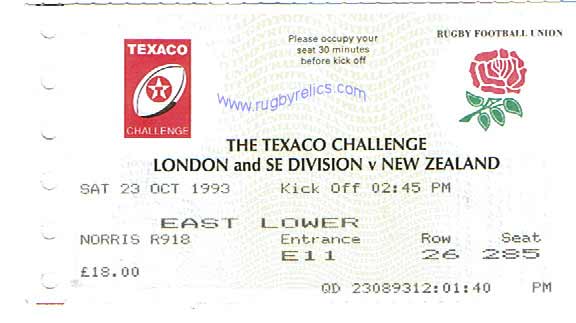 TEXACO
CHALLENGE
Please occupy your
seat 30 minutes
before kick off
RUGBY FOOTBALL UNION
www.rugbyrelics.com
THE TEXACO CHALLENGE
LONDON and SE DIVISION v NEW ZEALAND
SAT 23 OCT 1993 Kick Off 02:45 PM
EAST LOWER
NORRIS R918 Entrance Row Seat
E11 26 285
£18.00
QD 23089312:01:40 PM